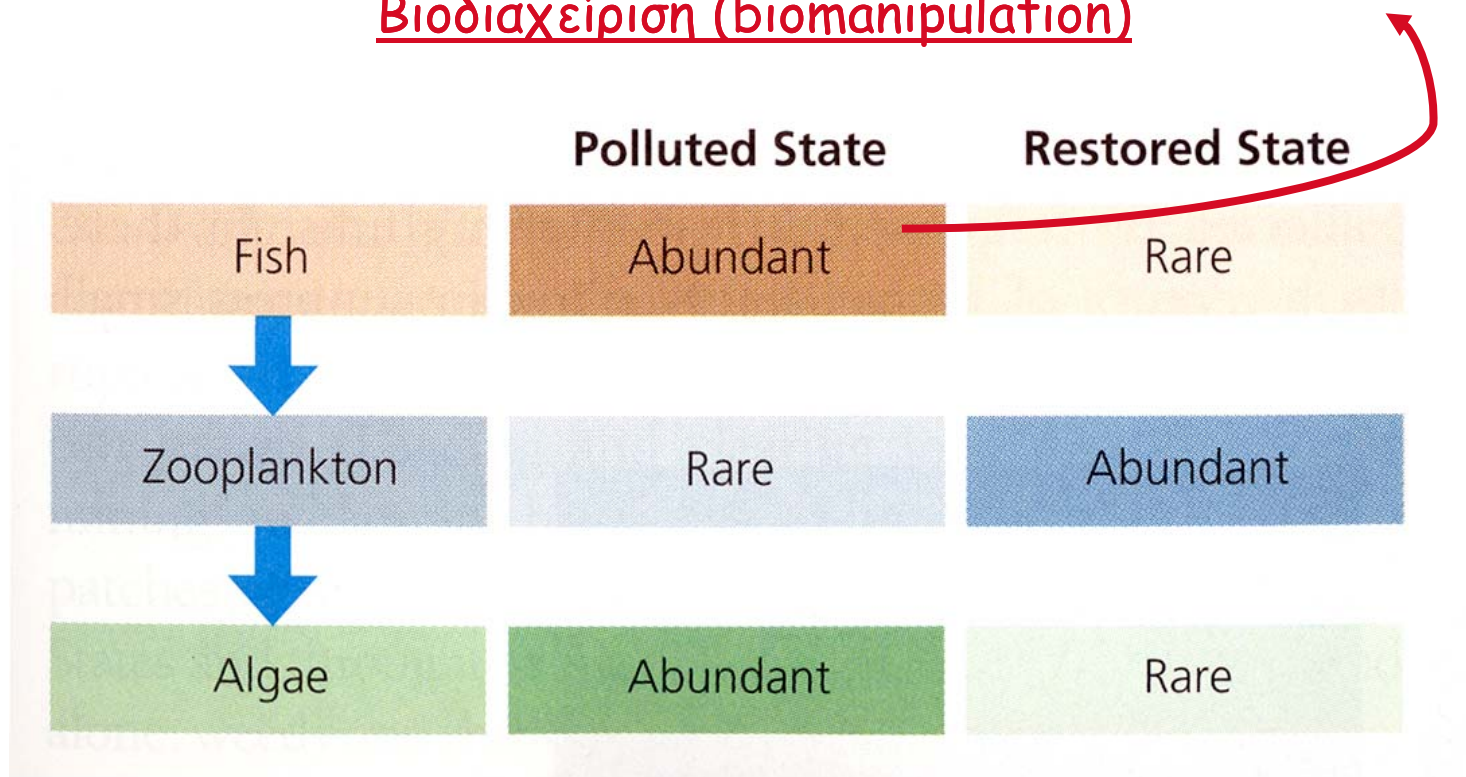 Βιοδιαχείριση (biomanipulation)
Polluted State Restored State
Fish Abundant Rare
Zooplankton Rare Abundant
Algae Abundant Rare